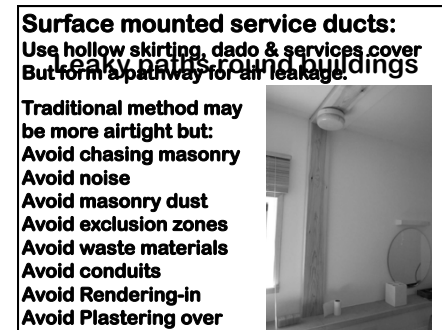 Surface mounted service ducts:
Use hollow skirting, dado & services cover
Leaky paths round buildings
But form a pathway for air leakage.
Traditional method may
be more airtight but:
Avoid chasing masonry
Avoid noise
Avoid masonry dust
Avoid exclusion zones
Avoid waste materials
Avoid conduits
Avoid Rendering-in
Avoid Plastering over